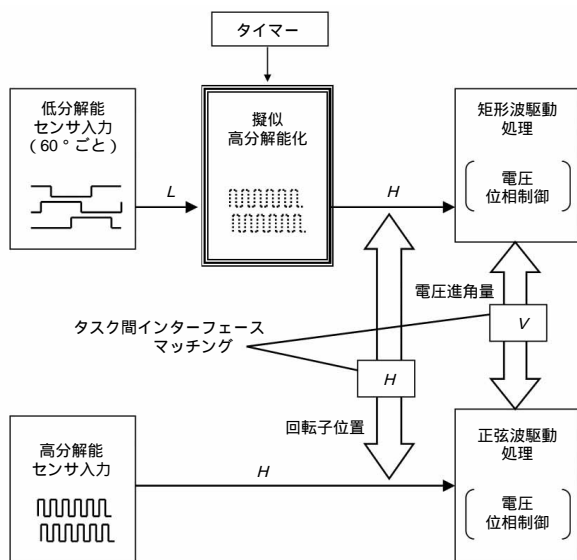 タイマー
低分解能
センサ入力
(60°ごと)
L
擬似
高分解能化
H
矩形波駆動
処理
電圧
位相制御
電圧進角量
V
タスク間インターフェース
マッチング
H
回転子位置
高分解能
センサ入力
H
正弦波駆動
処理
電圧
位相制御